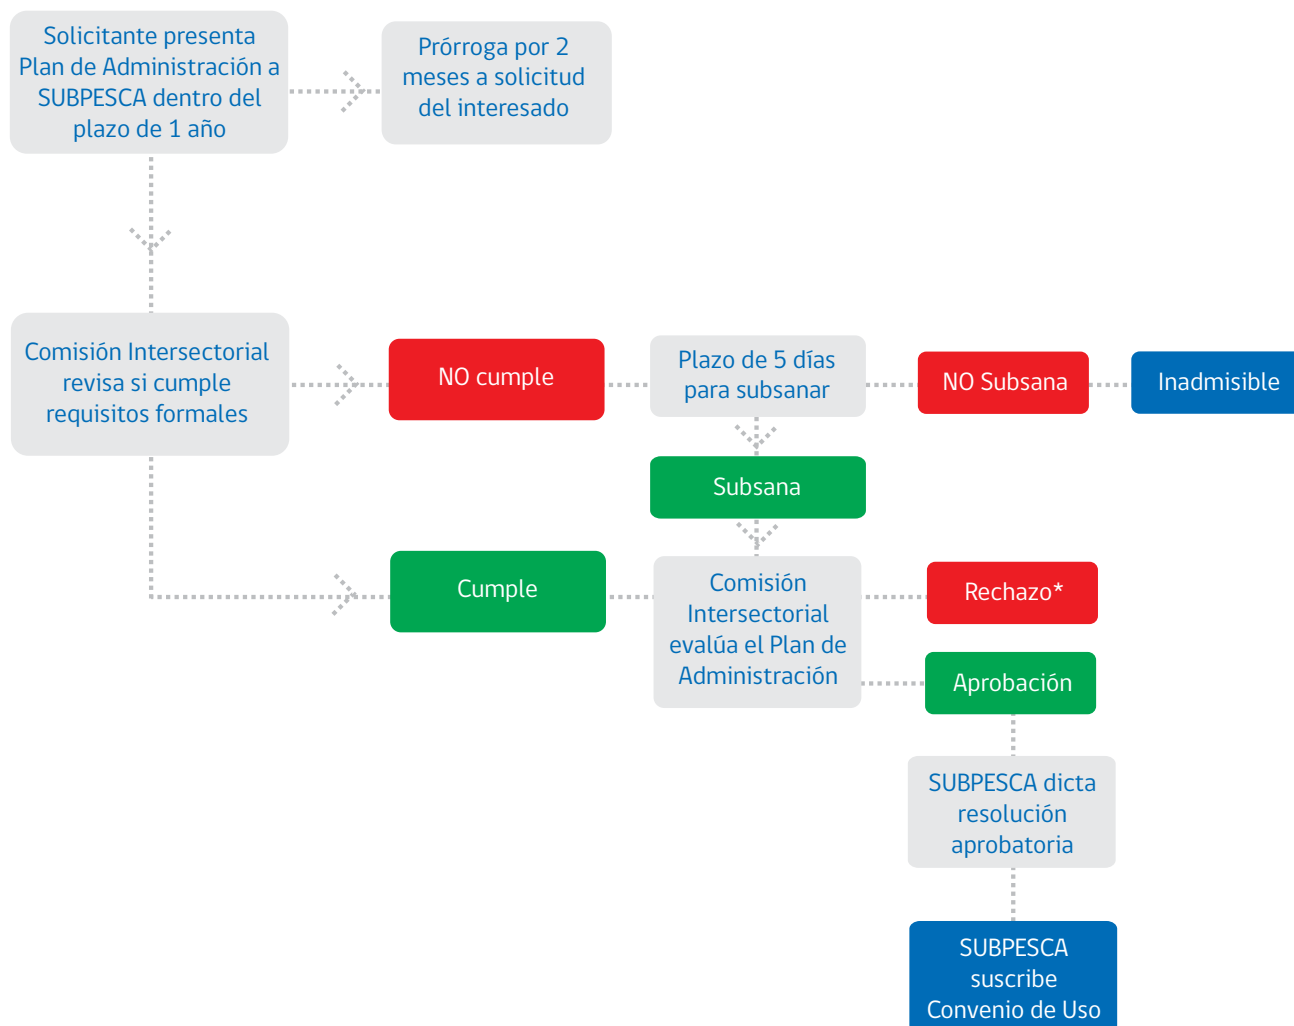 Solicitante presenta
Plan de Administración a
SUBPESCA dentro del
plazo de 1 año
Prórroga por 2
meses a solicitud
del interesado
Comisión Intersectorial
revisa si cumple
requisitos formales
NO cumple
Plazo de 5 días
para subsanar
NO Subsana
Inadmisible
Subsana
Cumple
Comisión
Intersectorial
evalúa el Plan de
Administración
Rechazo*
Aprobación
SUBPESCA dicta
resolución
aprobatoria
SUBPESCA
suscribe
Convenio de Uso